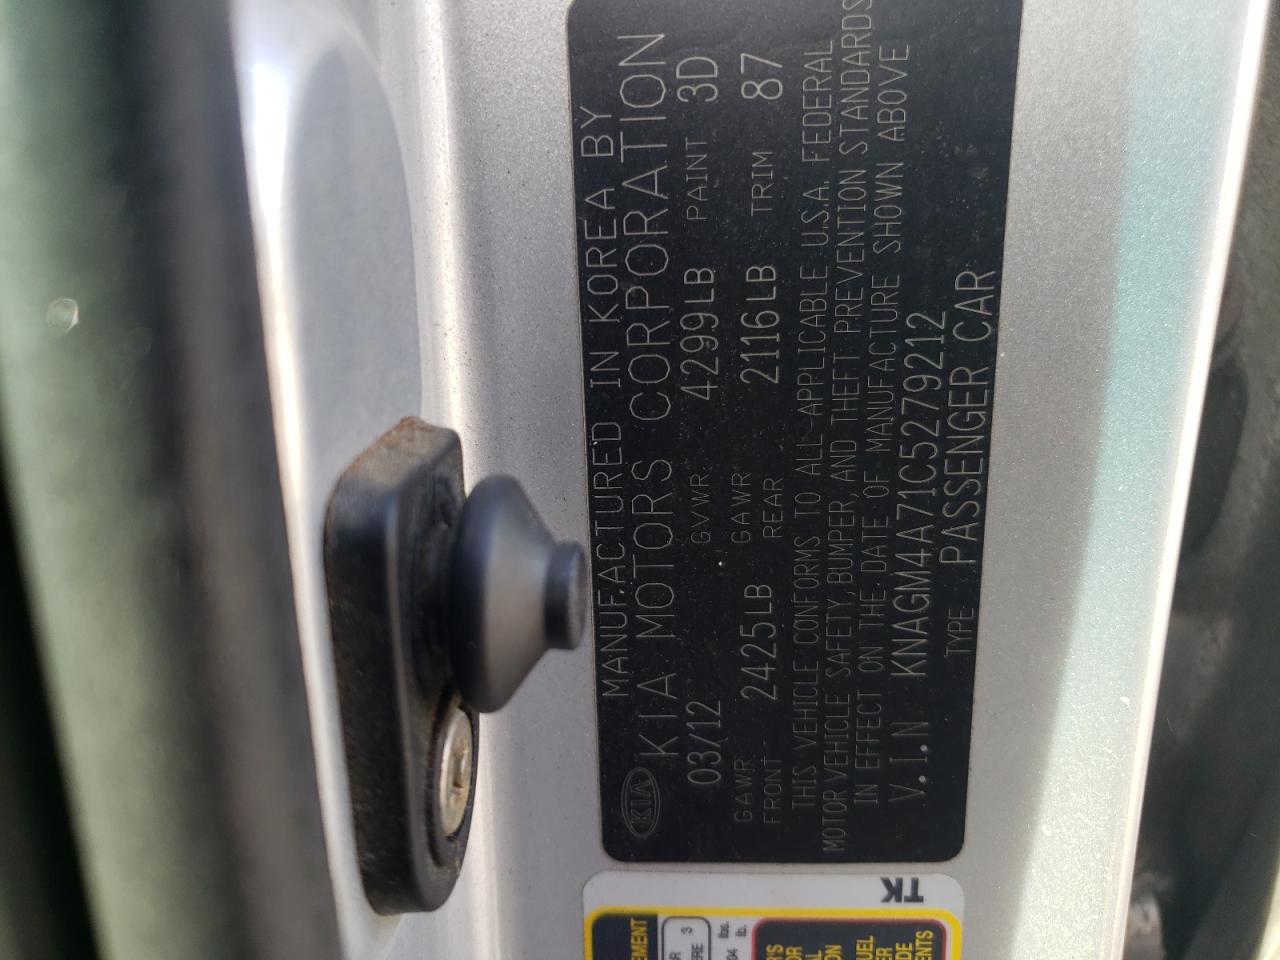 MANUFACTURED IN KOREA BY
KIA KIA MOTORS CORPORATION
03/12 GVWR 4299LB PAINT 3D
GAWR FRONT 2425LB GAWR REAR 2116LB TRIM 87
THIS VEHICLE CONFORMS TO ALL APPLICABLE U.S.A. FEDERAL
MOTOR VEHICLE SAFETY, BUMPER, AND THEFT PREVENTION STANDARDS
IN EFFECT ON THE DATE OF MANUFACTURE SHOWN ABOVE
V.I.N KNAGM4A71C5279212
TYPE: PASSENGER CAR
TK